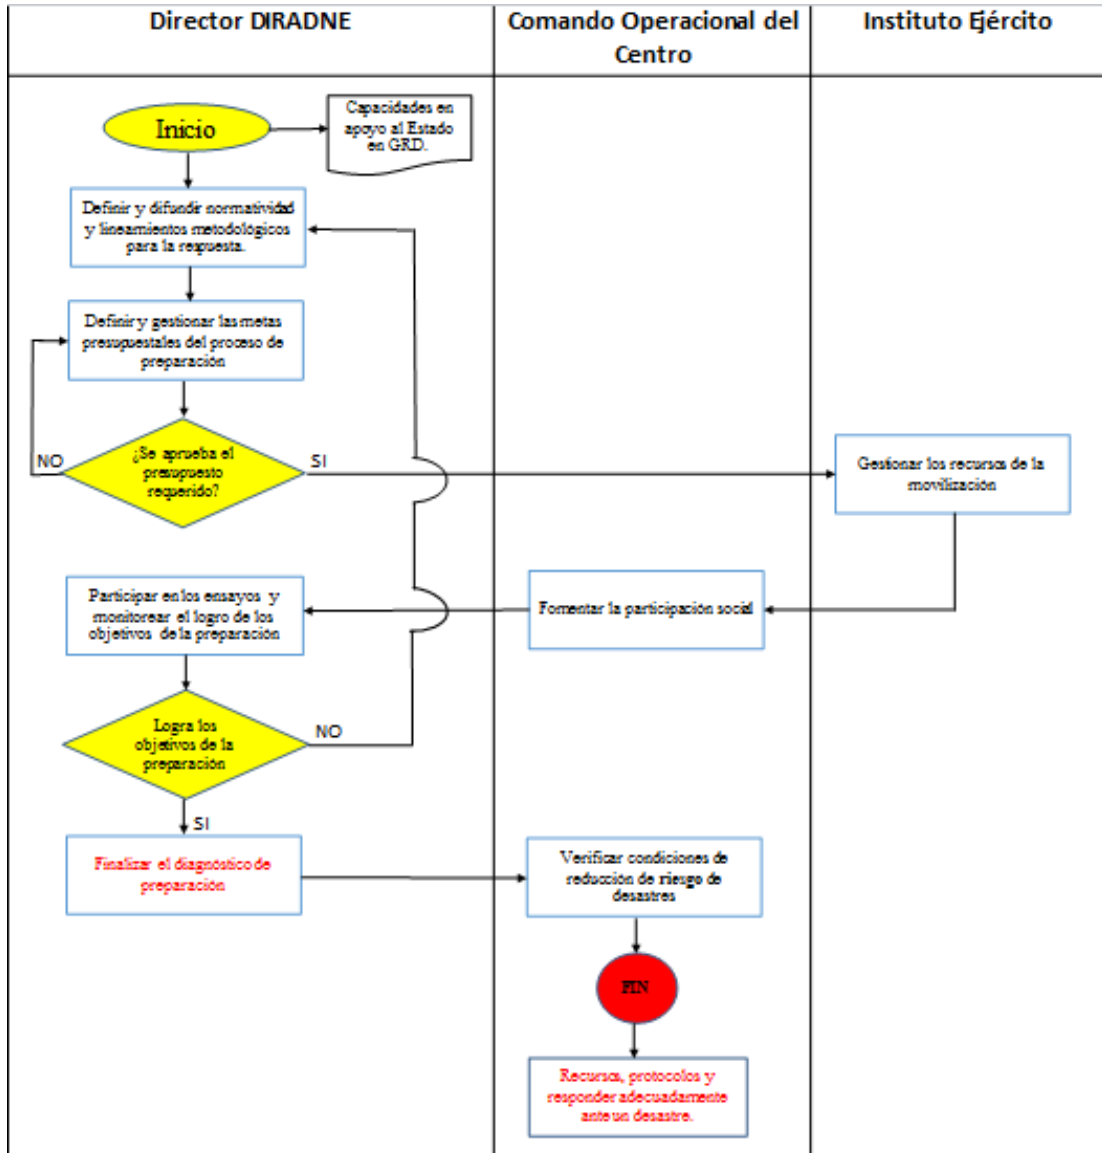 Director DIRADNE
Comando Operacional del
Centro
Instituto Ejército
Inicio
Capacidades en
apoyo al Estado
en GRD.
Definir y difundir normatividad
y lineamientos metodológicos
para la respuesta.
Definir y gestionar las metas
presupuestales del proceso de
preparación
¿Se aprueba el
presupuesto
requerido?
NO
SI
Gestionar los recursos de la
movilización
Fomentar la participación social
Participar en los ensayos y
monitorear el logro de los
objetivos de la preparación
Logra los
objetivos de la
preparación
NO
SI
Finalizar el diagnóstico de
preparación
Verificar condiciones de
reducción de riesgo de
desastres
FIN
Recursos, protocolos y
responder adecuadamente
ante un desastre.